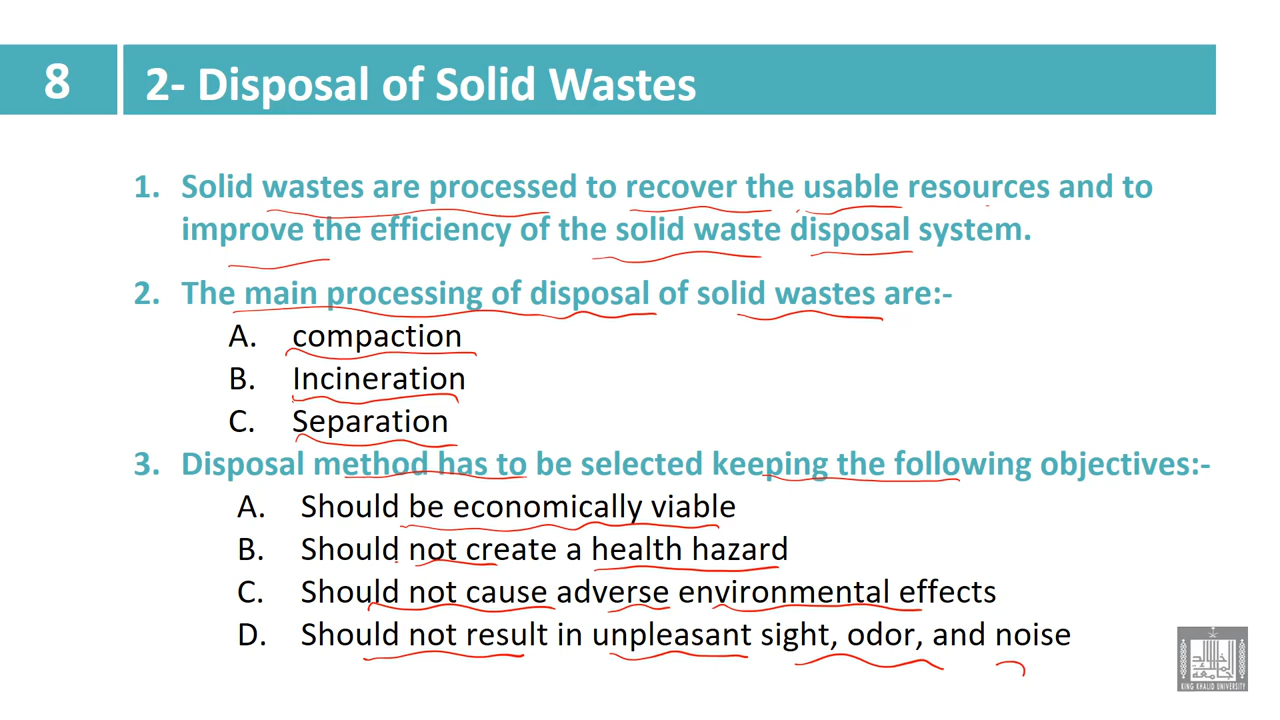 8
2- Disposal of Solid Wastes
1. Solid wastes are processed to recover the usable resources and to
improve the efficiency of the solid waste disposal system.
2. The main processing of disposal of solid wastes are:-
A. compaction
B. Incineration
C. Separation
3. Disposal method has to be selected keeping the following objectives:-
A. Should be economically viable
B. Should not create a health hazard
C. Should not cause adverse environmental effects
D. Should not result in unpleasant sight, odor, and noise
KING KHALID UNIVERSITY